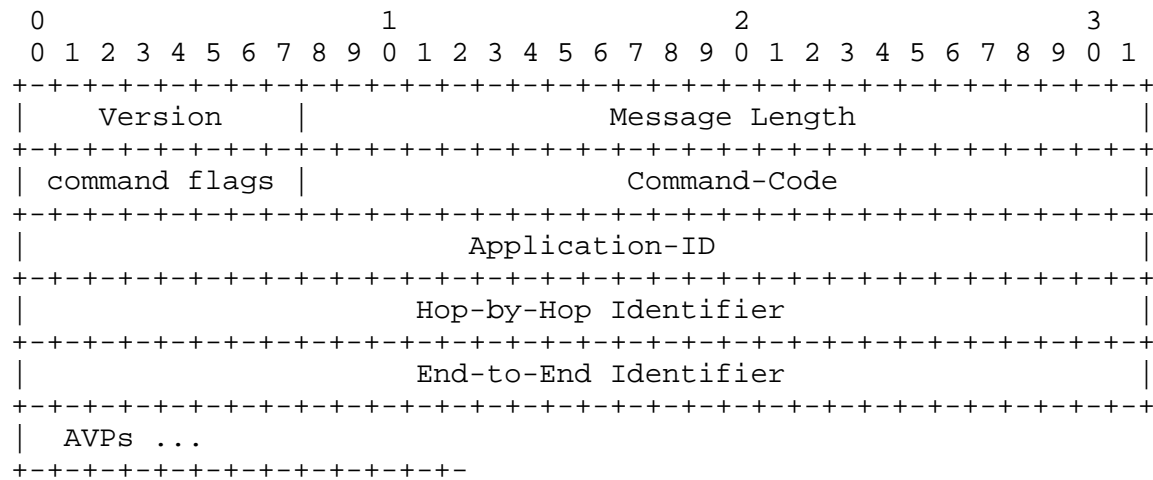 0                   1                   2                   3
 0 1 2 3 4 5 6 7 8 9 0 1 2 3 4 5 6 7 8 9 0 1 2 3 4 5 6 7 8 9 0 1
+-+-+-+-+-+-+-+-+-+-+-+-+-+-+-+-+-+-+-+-+-+-+-+-+-+-+-+-+-+-+-+-+
|    Version    |                 Message Length                |
+-+-+-+-+-+-+-+-+-+-+-+-+-+-+-+-+-+-+-+-+-+-+-+-+-+-+-+-+-+-+-+-+
| command flags |                  Command-Code                 |
+-+-+-+-+-+-+-+-+-+-+-+-+-+-+-+-+-+-+-+-+-+-+-+-+-+-+-+-+-+-+-+-+
|                         Application-ID                        |
+-+-+-+-+-+-+-+-+-+-+-+-+-+-+-+-+-+-+-+-+-+-+-+-+-+-+-+-+-+-+-+-+
|                      Hop-by-Hop Identifier                    |
+-+-+-+-+-+-+-+-+-+-+-+-+-+-+-+-+-+-+-+-+-+-+-+-+-+-+-+-+-+-+-+-+
|                      End-to-End Identifier                    |
+-+-+-+-+-+-+-+-+-+-+-+-+-+-+-+-+-+-+-+-+-+-+-+-+-+-+-+-+-+-+-+-+
|  AVPs ...
+-+-+-+-+-+-+-+-+-+-+-+-+-